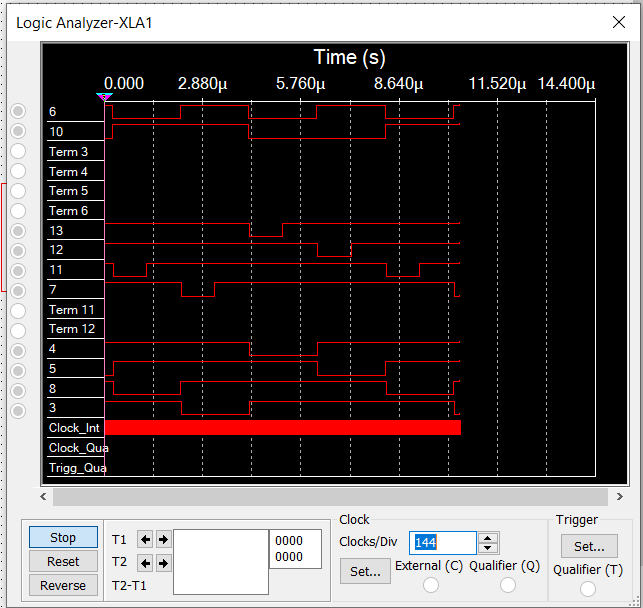 Logic Analyzer-XLA1
Time (s)
0.000 2.880µ 5.760µ 8.640µ 11.520µ 14.400µ
6
10
Term 3
Term 4
Term 5
Term 6
13
12
11
7
Term 11
Term 12
4
5
8
3
Clock_Int
Clock_Qua
Trigg_Qua
Stop
Reset
Reverse
T1
T2
T2-T1
0000
0000
Clock
Clocks/Div 144
Set...
External (C) Qualifier (Q)
Trigger
Set...
Qualifier (T)